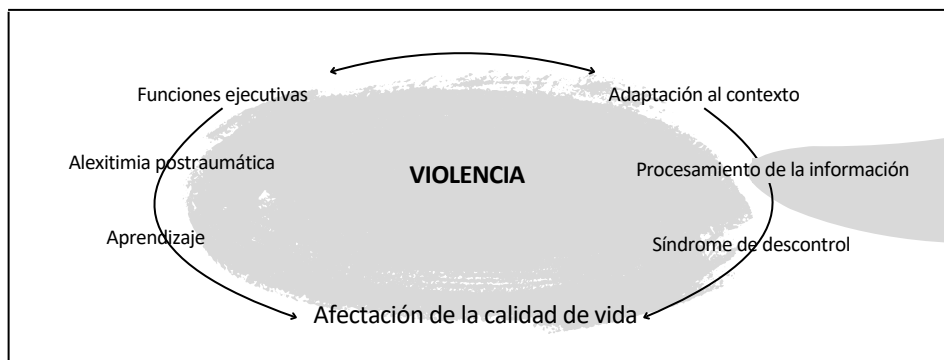 Funciones ejecutivas
Adaptación al contexto
Alexitimia postraumática
VIOLENCIA
Procesamiento de la información
Aprendizaje
Síndrome de descontrol
Afectación de la calidad de vida